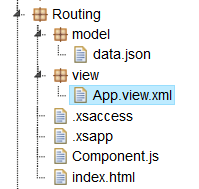 Routing
model
data.json
view
App.view.xml
.xsaccess
.xsapp
Component.js
index.html